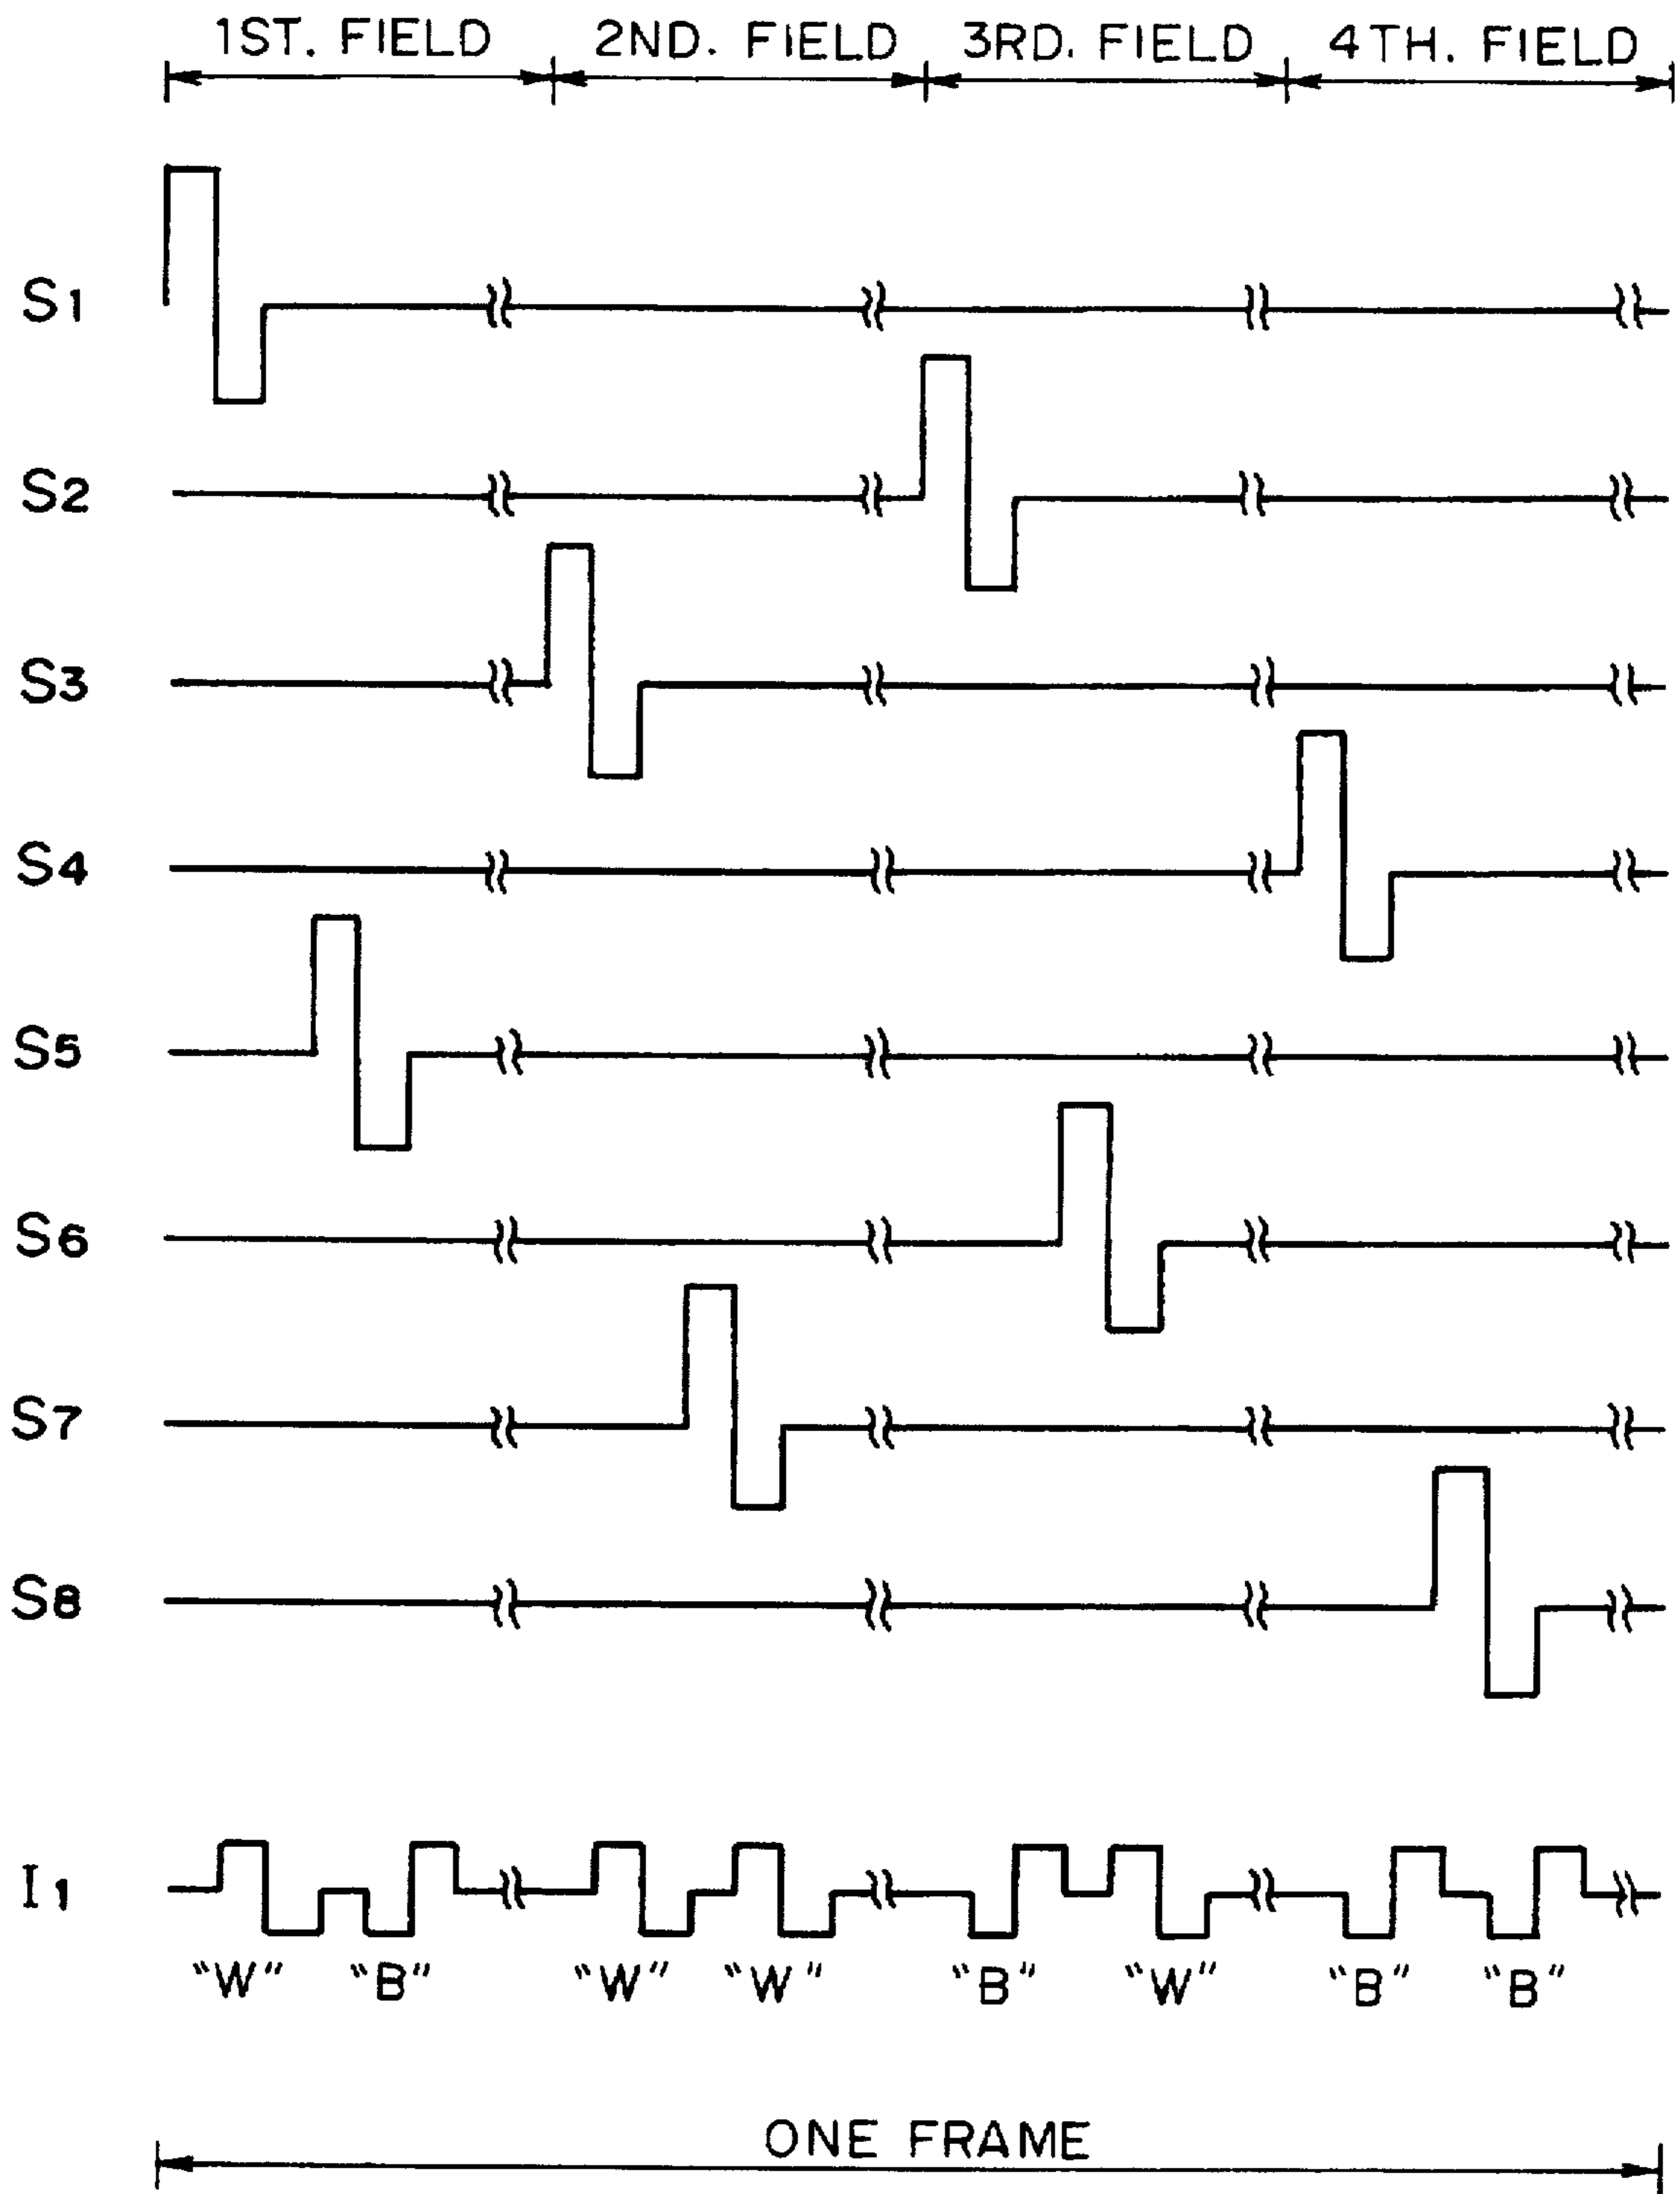 1ST. FIELD 2ND. FIELD 3RD. FIELD 4TH. FIELD
S1
S2
S3
S4
S5
S6
S7
S8
I1
"W" "B" "W" "W" "B" "W" "B" "B"
ONE FRAME